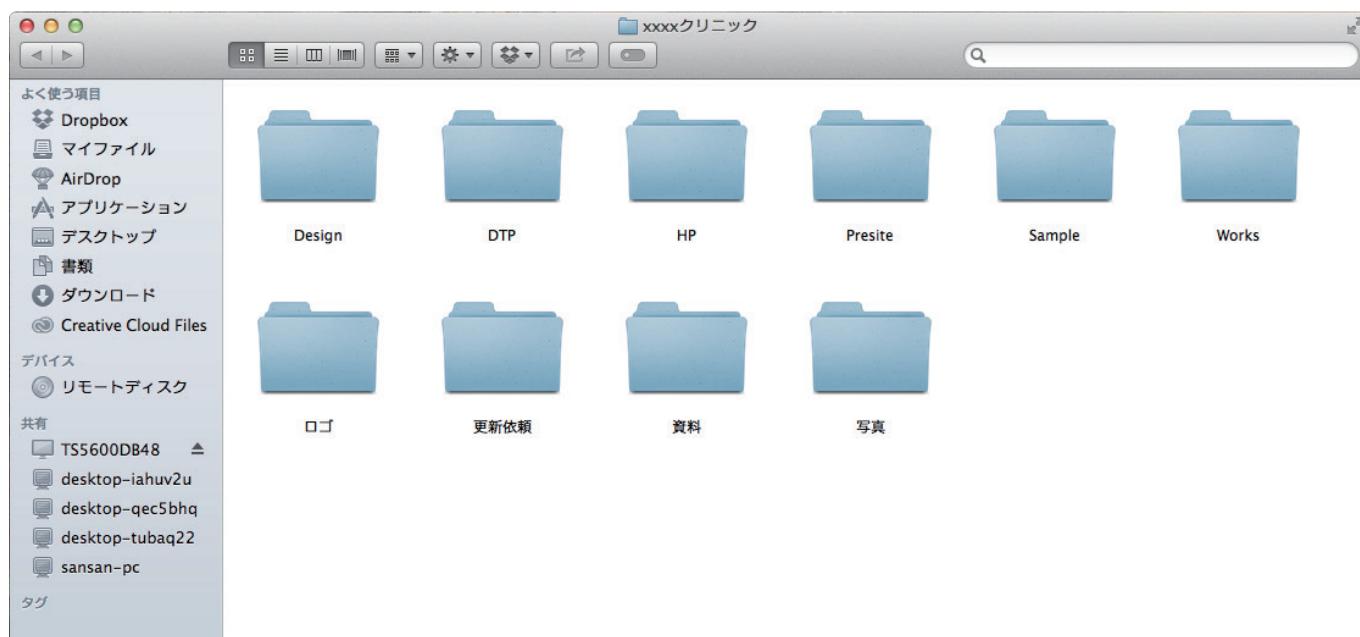 xxxxクリニック
よく使う項目
Dropbox
マイファイル
AirDrop
アプリケーション
デスクトップ
書類
ダウンロード
Creative Cloud Files
デバイス
リモートディスク
共有
TS5600DB48
desktop-iahuv2u
desktop-qec5bhq
desktop-tubaq22
sansan-pc
タグ
Design DTP HP Presite Sample Works
ロゴ 更新依頼 資料 写真